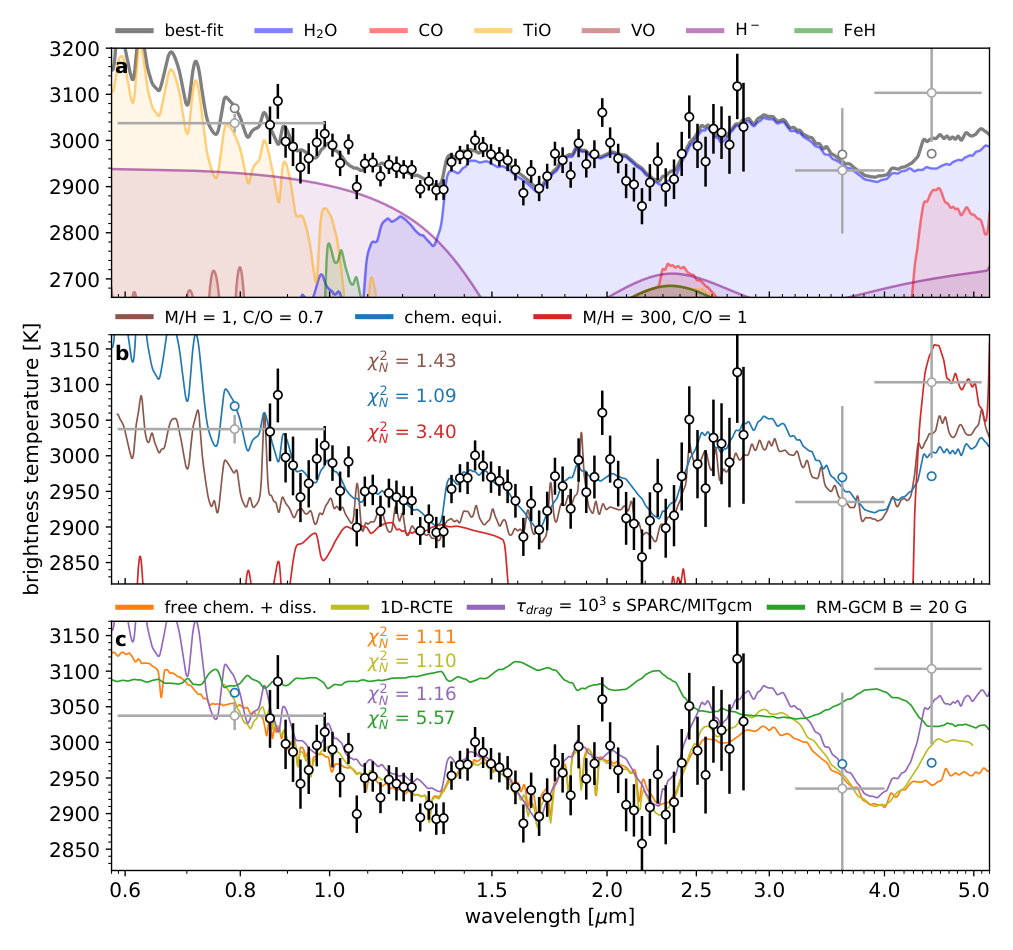 best-fit H₂O CO TiO VO H⁻ FeH
a
3200
3100
3000
2900
2800
2700
M/H = 1, C/O = 0.7 chem. equi. M/H = 300, C/O = 1
b
3150
3100
3050
3000
2950
2900
2850
χ²_N = 1.43
χ²_N = 1.09
χ²_N = 3.40
brightness temperature [K]
free chem. + diss. 1D-RCTE τ_drag = 10³ s SPARC/MITgcm RM-GCM B = 20 G
c
3150
3100
3050
3000
2950
2900
2850
χ²_N = 1.11
χ²_N = 1.10
χ²_N = 1.16
χ²_N = 5.57
0.6 0.8 1.0 1.5 2.0 2.5 3.0 4.0 5.0
wavelength [μm]